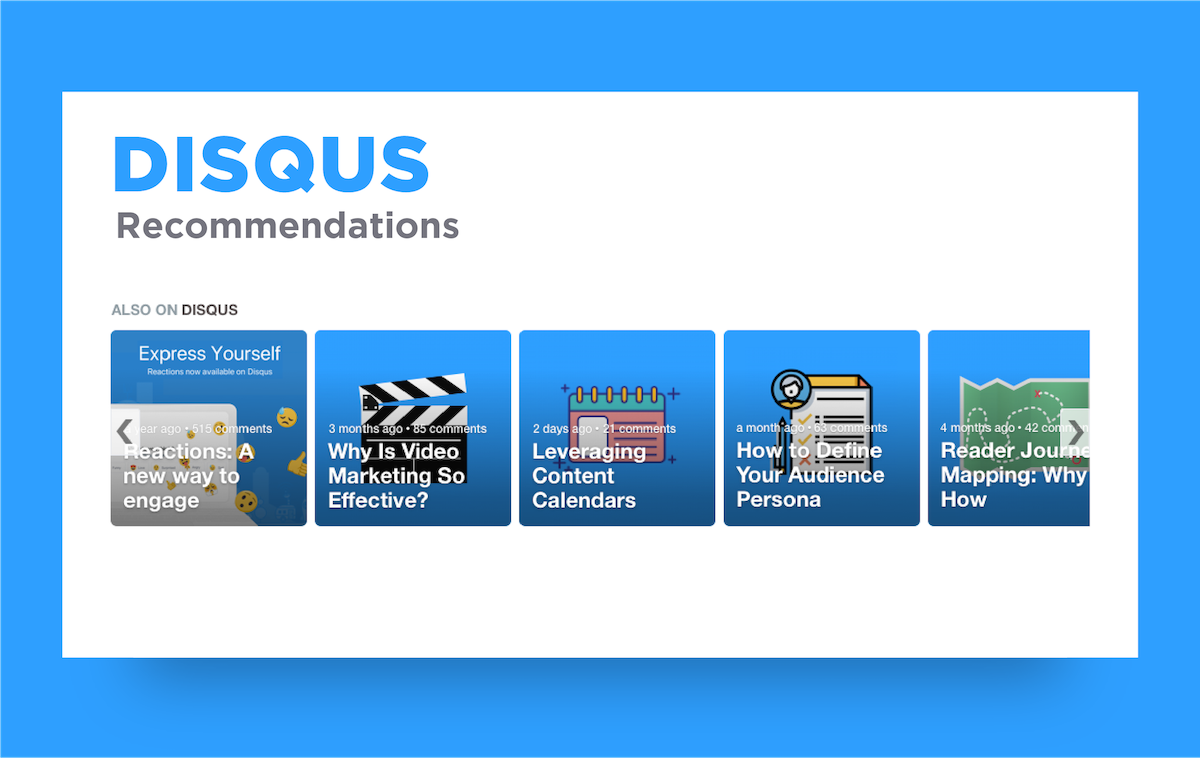 DISQUS
Recommendations
ALSO ON DISQUS
Express Yourself
Reactions now available on Disqus
year ago • 515 comments
Reactions: A
new way to
engage
3 months ago • 85 comments
Why Is Video
Marketing So
Effective?
2 days ago • 21 comments
Leveraging
Content
Calendars
a month ago • 63 comments
How to Define
Your Audience
Persona
4 months ago • 42
Reader Journe
Mapping: Why
How